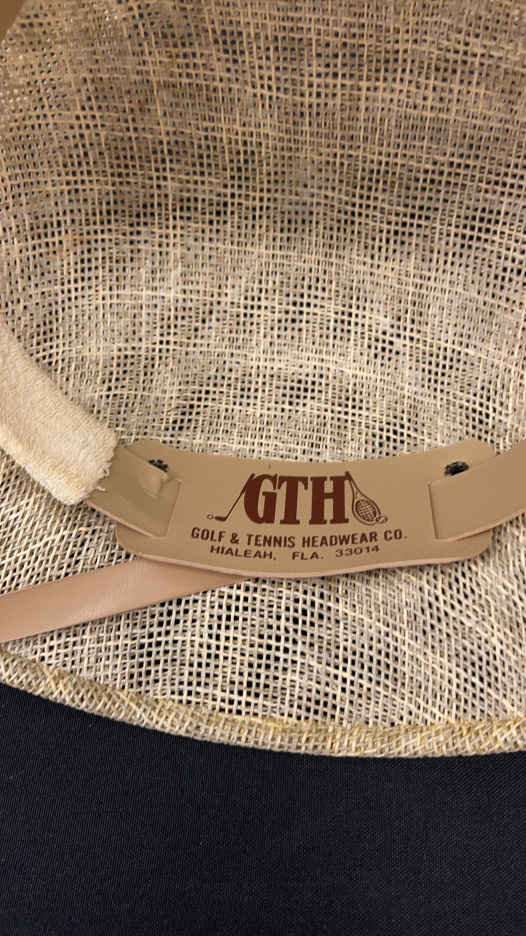 GTH
GOLF & TENNIS HEADWEAR CO.
HIALEAH, FLA. 33014